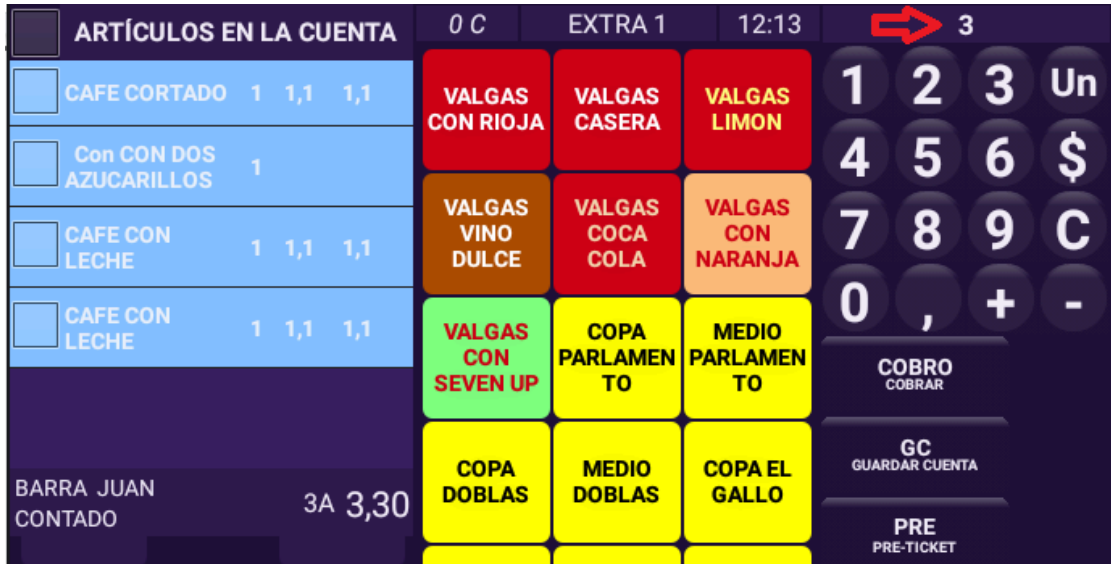 ARTÍCULOS EN LA CUENTA
CAFE CORTADO 1 1,1 1,1
Con CON DOS
AZUCARILLOS 1
CAFE CON
LECHE 1 1,1 1,1
CAFE CON
LECHE 1 1,1 1,1
BARRA JUAN
CONTADO
3A 3,30
0 C EXTRA 1 12:13
VALGAS
CON RIOJA
VALGAS
CASERA
VALGAS
LIMON
VALGAS
VINO
DULCE
VALGAS
COCA
COLA
VALGAS
CON
NARANJA
VALGAS
CON
SEVEN UP
COPA
PARLAMEN
TO
MEDIO
PARLAMEN
TO
COPA
DOBLAS
MEDIO
DOBLAS
COPA EL
GALLO
3
1 2 3 Un
4 5 6 $
7 8 9 C
0 , + -
COBRO
COBRAR
GC
GUARDAR CUENTA
PRE
PRE-TICKET